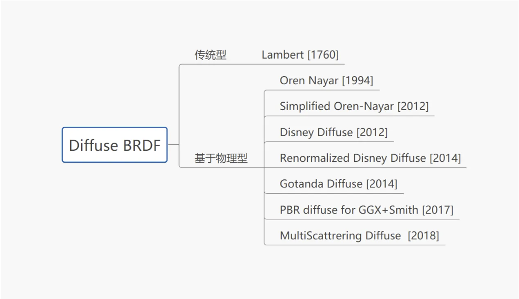 传统型 Lambert [1760]
Oren Nayar [1994]
Simplified Oren-Nayar [2012]
Disney Diffuse [2012]
Diffuse BRDF
基于物理型 Renormalized Disney Diffuse [2014]
Gotanda Diffuse [2014]
PBR diffuse for GGX+Smith [2017]
MultiScattrering Diffuse [2018]